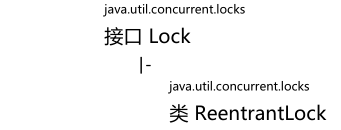 java.util.concurrent.locks
接口 Lock
|-
java.util.concurrent.locks
类 ReentrantLock